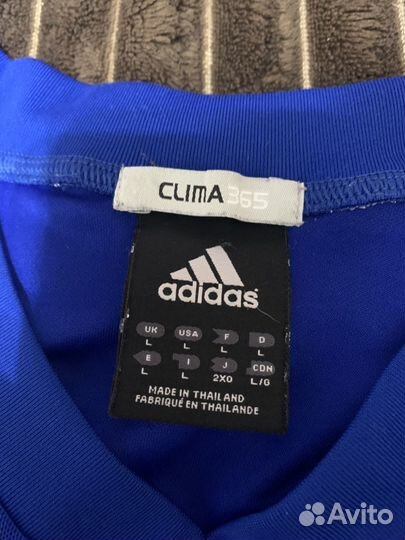 CLIMA365
adidas
UK USA F D
L L L L
E I J CDN
L L 2XO L/G
MADE IN THAILAND
FABRIQUÉ EN THAILANDE
Avito